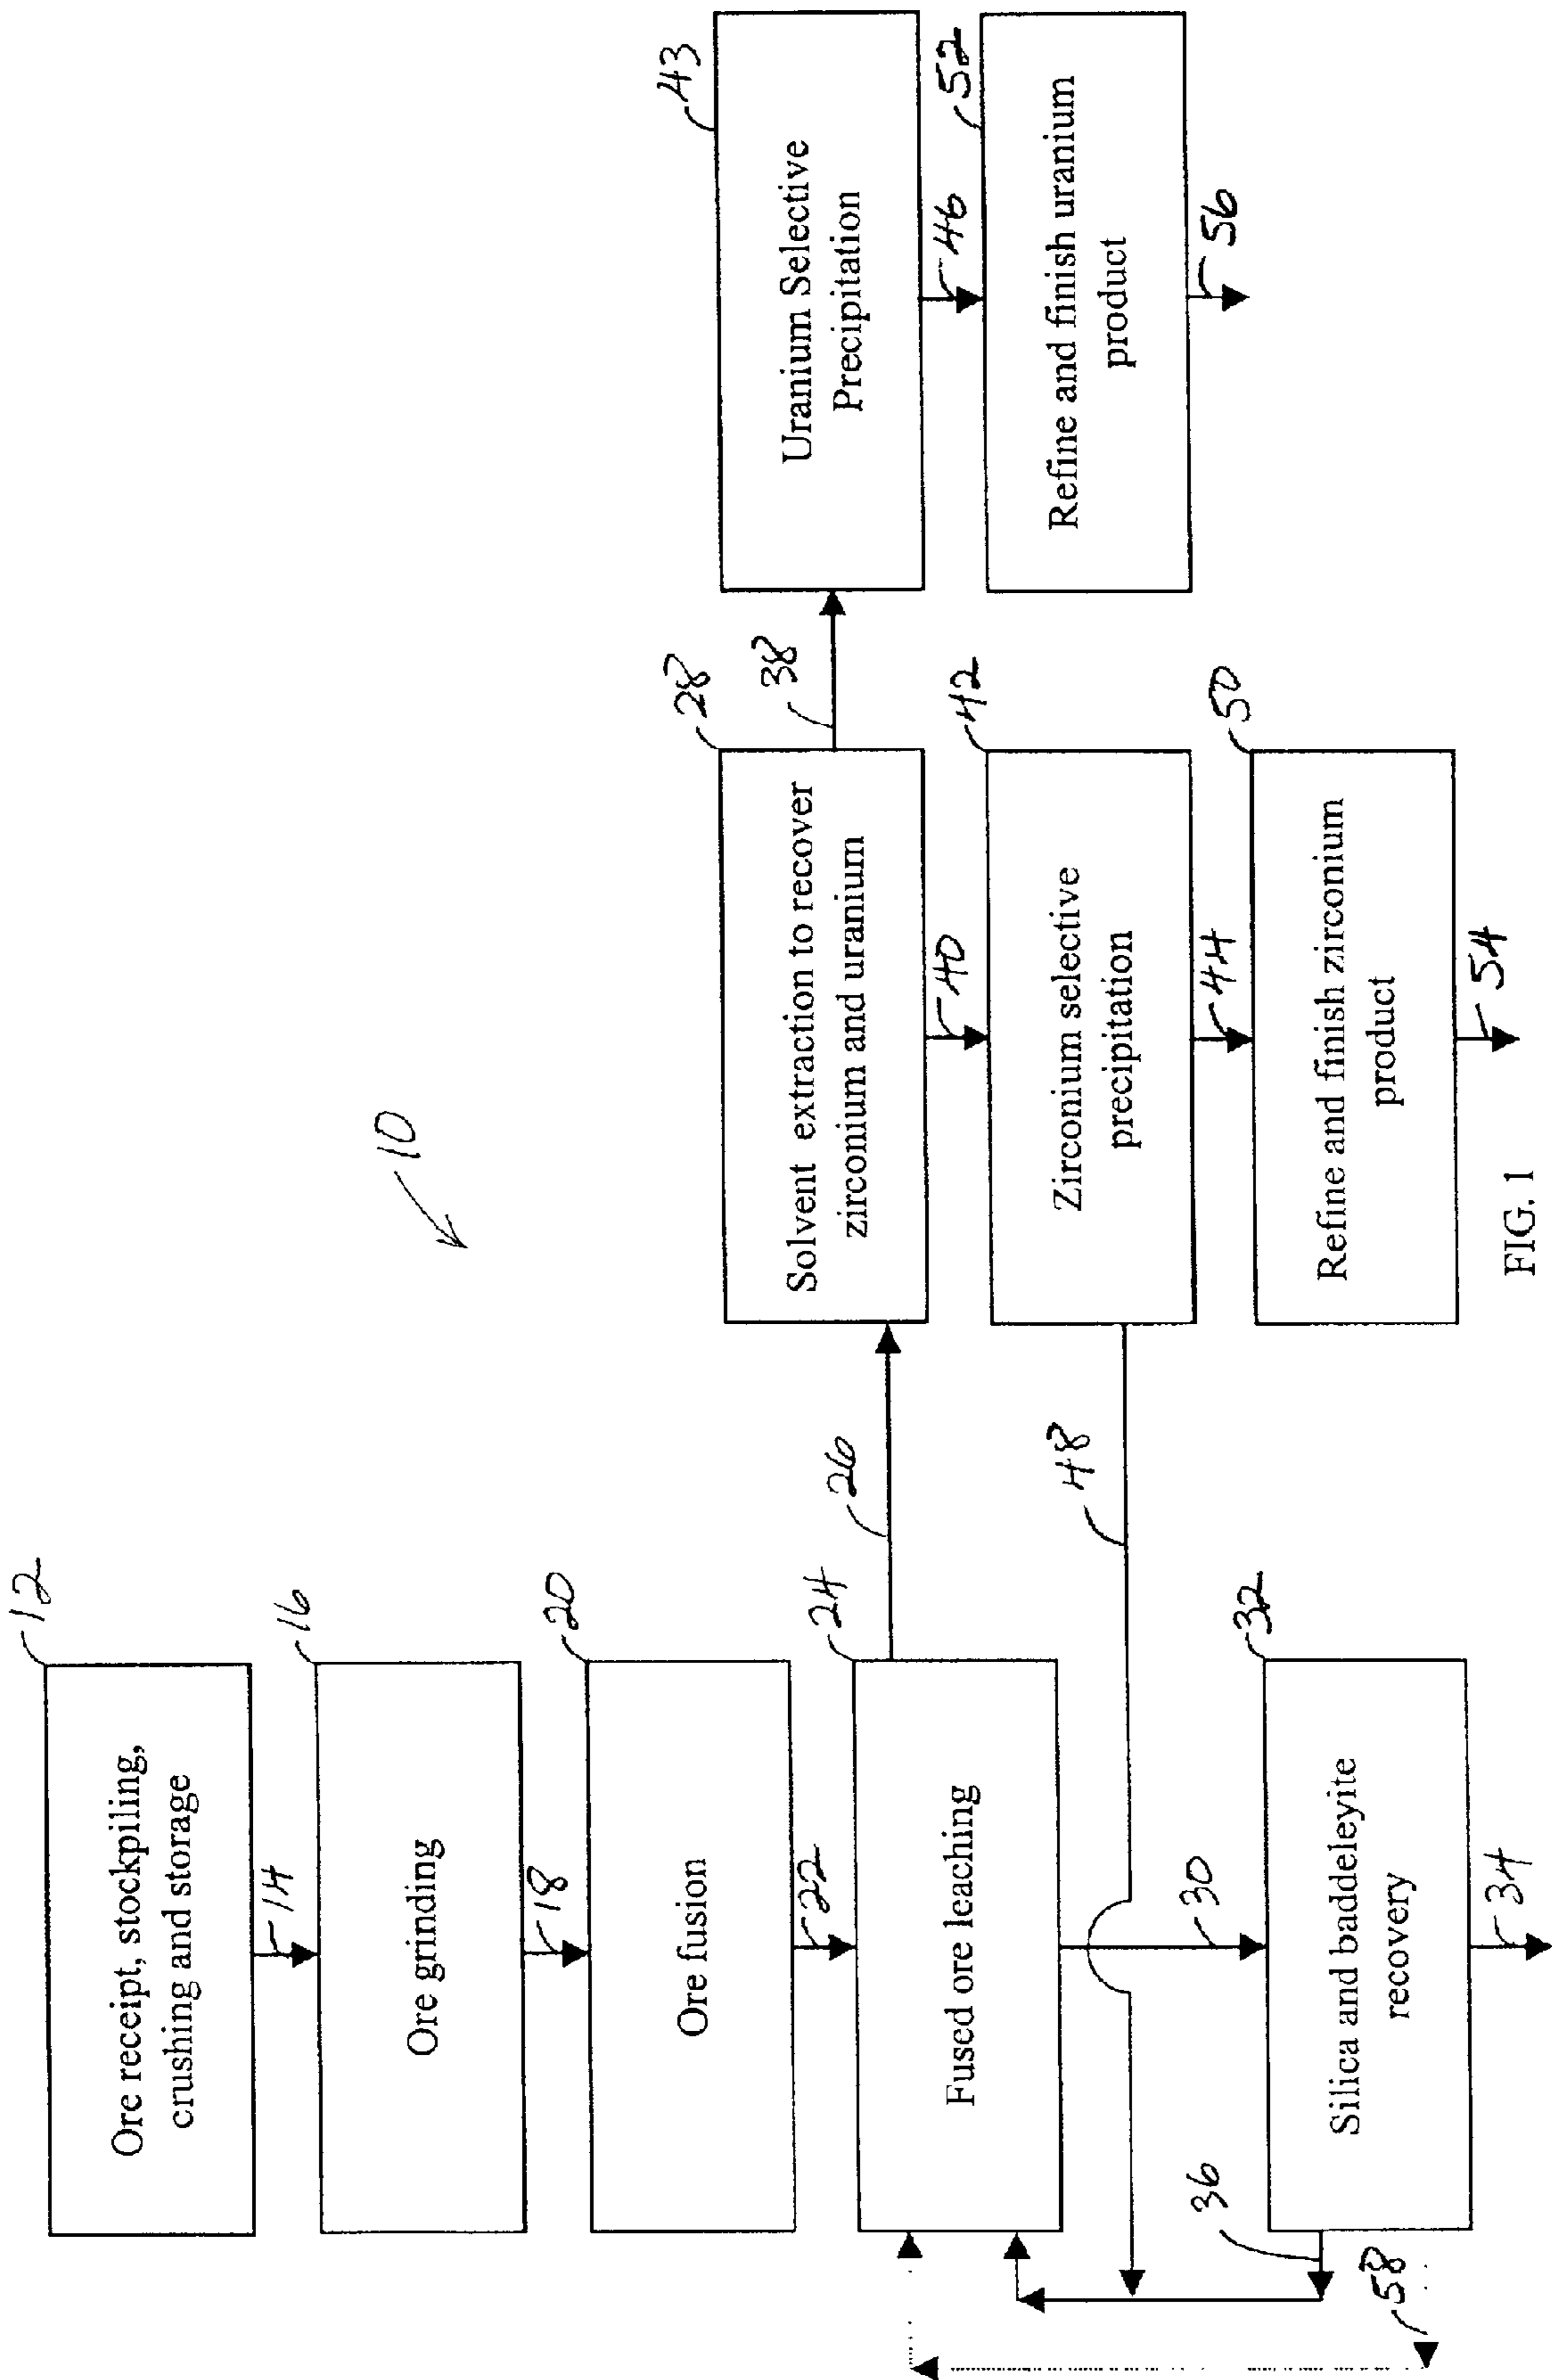 10
12
Ore receipt, stockpiling,
crushing and storage
14
16
Ore grinding
18
20
Ore fusion
22
24
Fused ore leaching
26
30
32
Silica and baddeleyite
recovery
34
36
58
28
Solvent extraction to recover
zirconium and uranium
38
40
42
Zirconium selective
precipitation
48
44
50
Refine and finish zirconium
product
54
43
Uranium Selective
Precipitation
46
52
Refine and finish uranium
product
56
FIG. 1